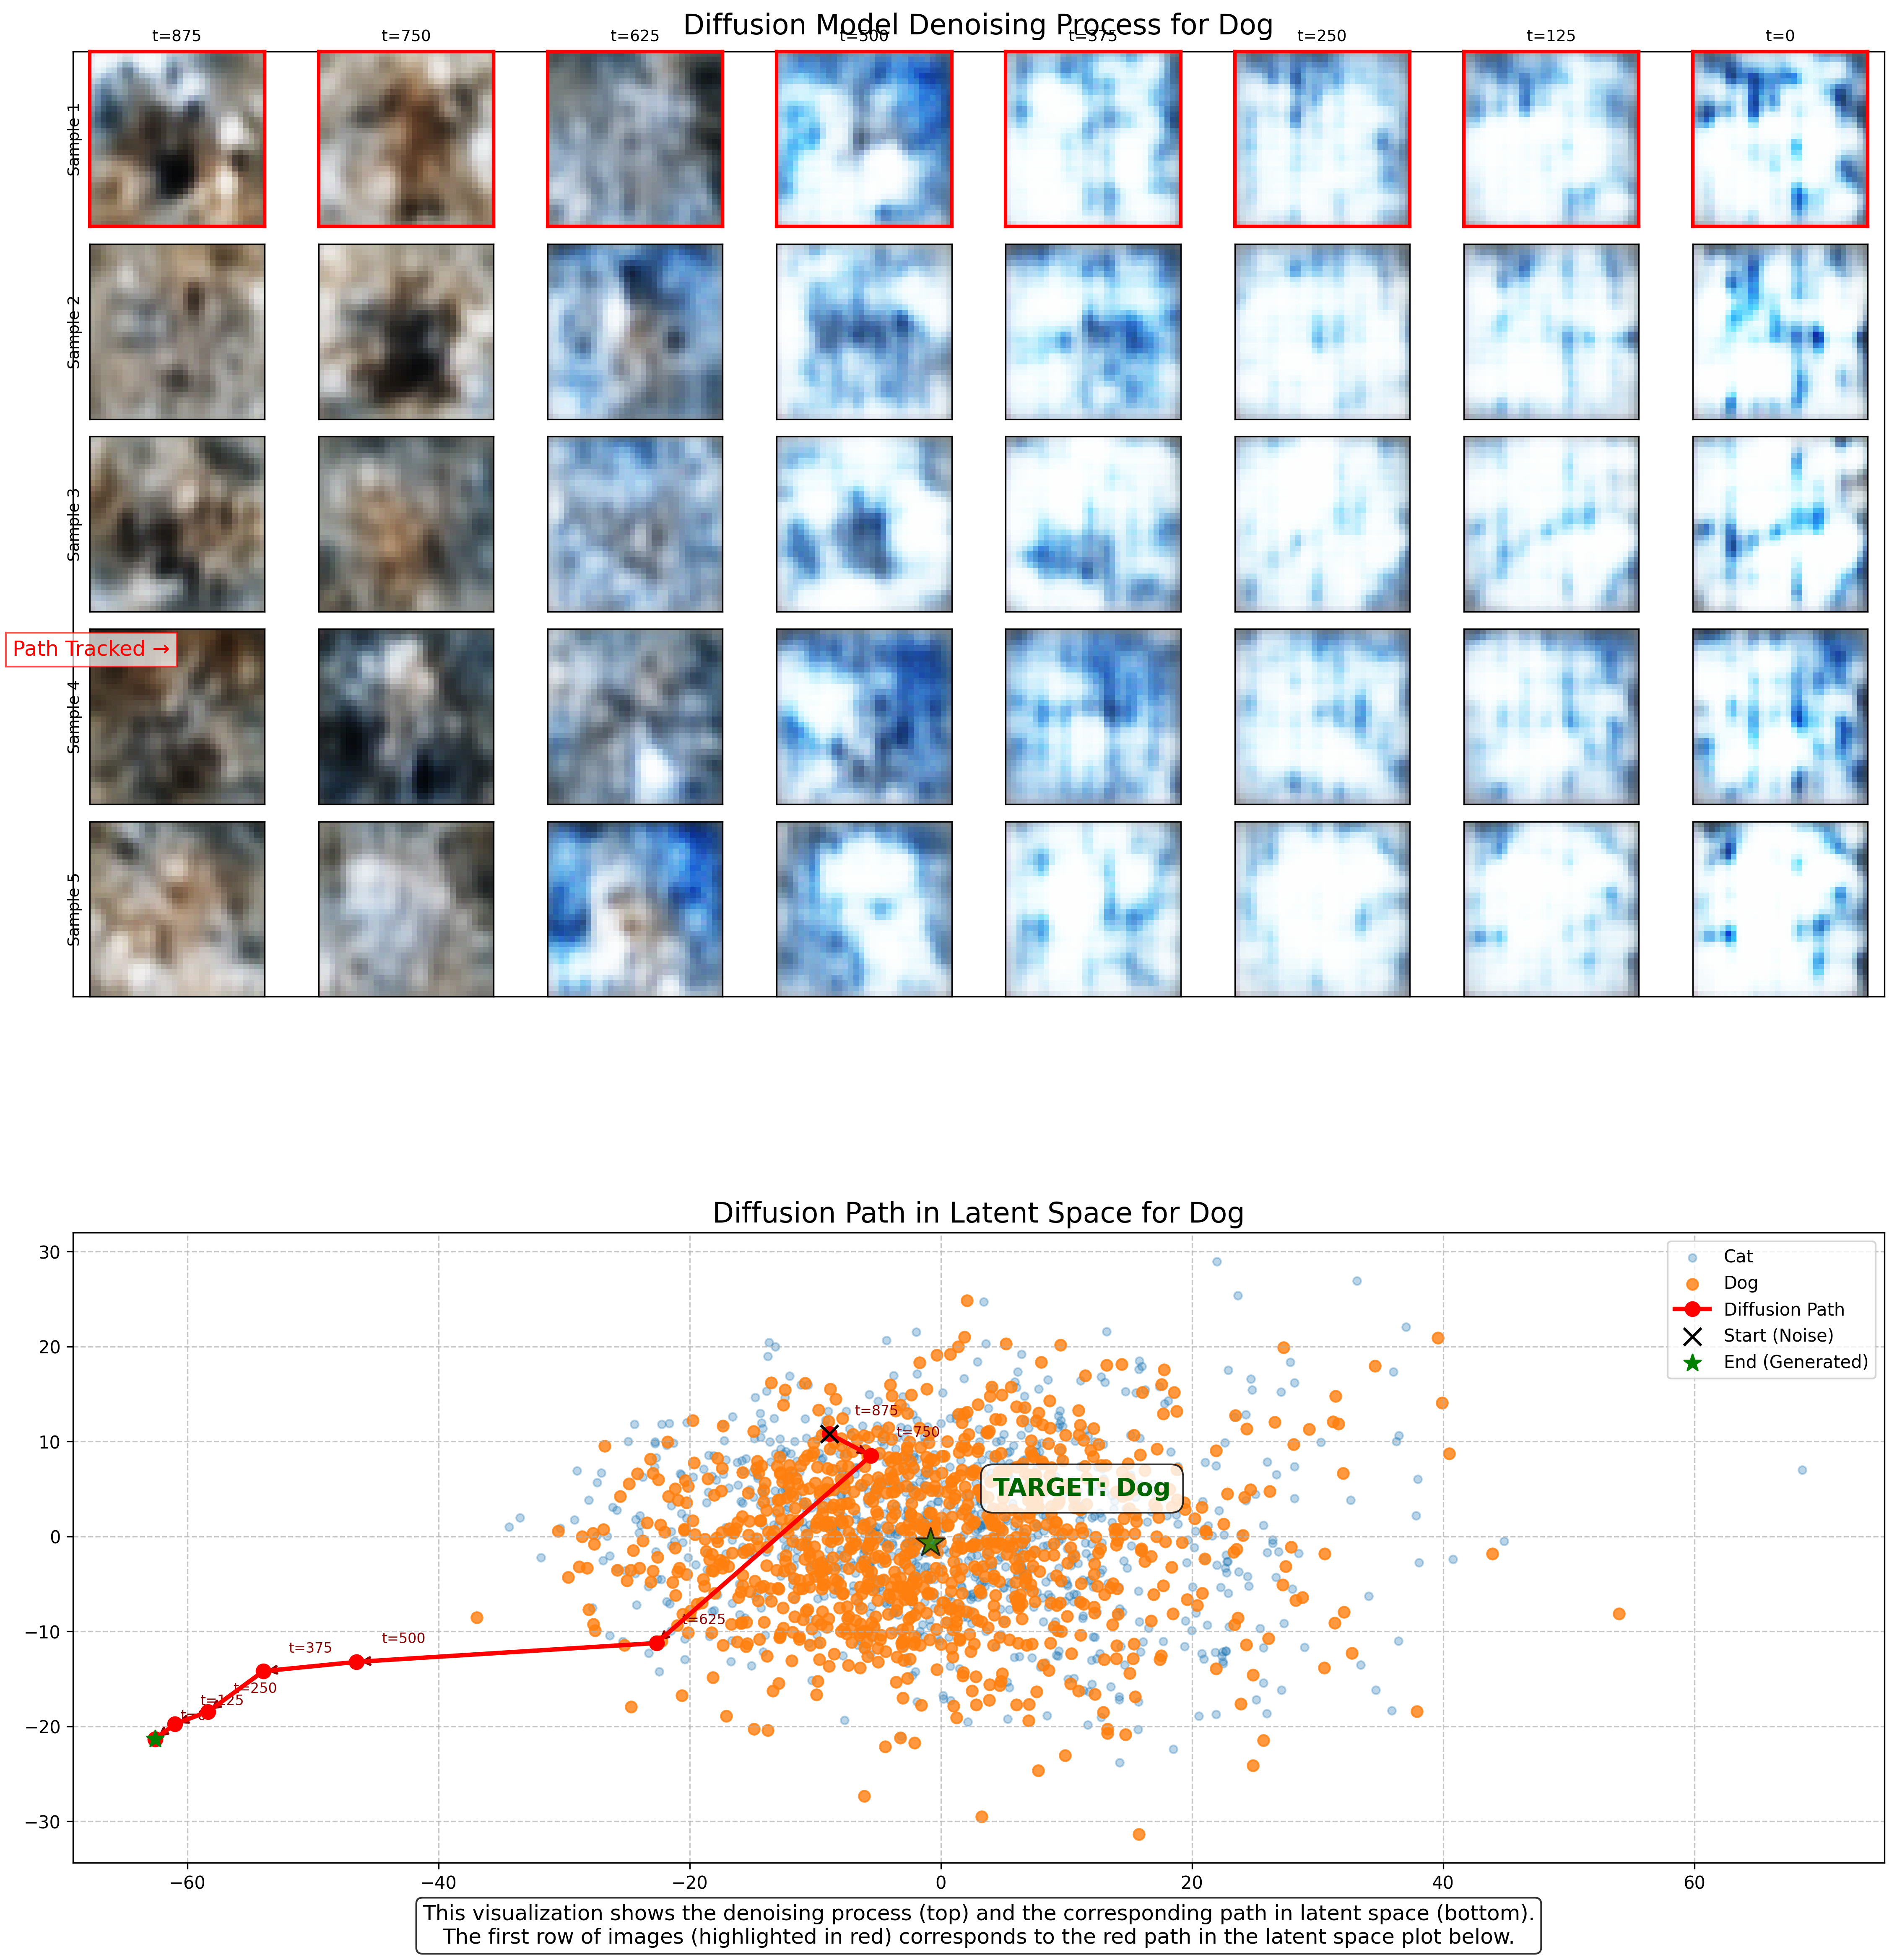 Diffusion Model Denoising Process for Dog
t=875
t=750
t=625
t=500
t=375
t=250
t=125
t=0
Sample 1
Sample 2
Sample 3
Path Tracked →
Sample 4
Sample 5
Diffusion Path in Latent Space for Dog
30
20
10
0
−10
−20
−30
Cat
Dog
Diffusion Path
Start (Noise)
End (Generated)
t=875
t=750
TARGET: Dog
t=625
t=500
t=375
t=250
t=125
t=0
−60
−40
−20
0
20
40
60
This visualization shows the denoising process (top) and the corresponding path in latent space (bottom).
The first row of images (highlighted in red) corresponds to the red path in the latent space plot below.